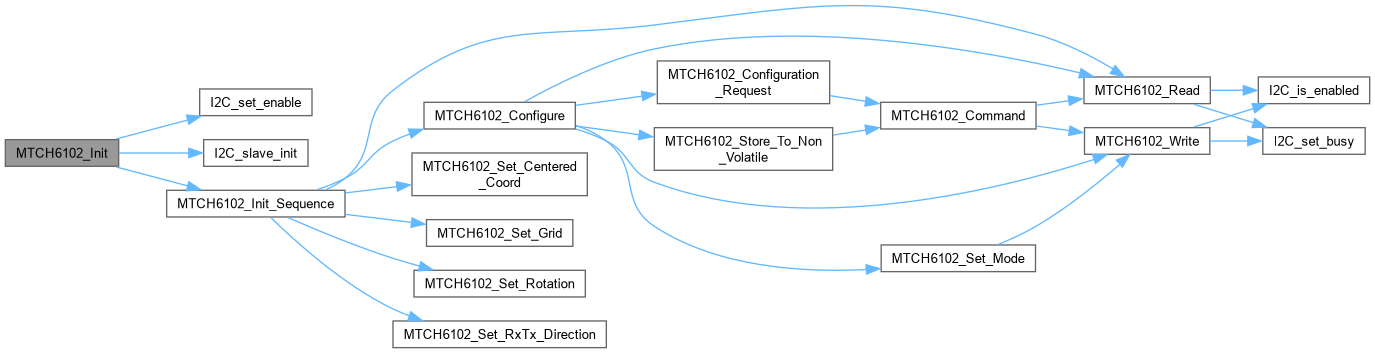 MTCH6102_Init
I2C_set_enable
I2C_slave_init
MTCH6102_Init_Sequence
MTCH6102_Configure
MTCH6102_Set_Centered
_Coord
MTCH6102_Set_Grid
MTCH6102_Set_Rotation
MTCH6102_Set_RxTx_Direction
MTCH6102_Configuration
_Request
MTCH6102_Store_To_Non
_Volatile
MTCH6102_Command
MTCH6102_Set_Mode
MTCH6102_Read
MTCH6102_Write
I2C_is_enabled
I2C_set_busy